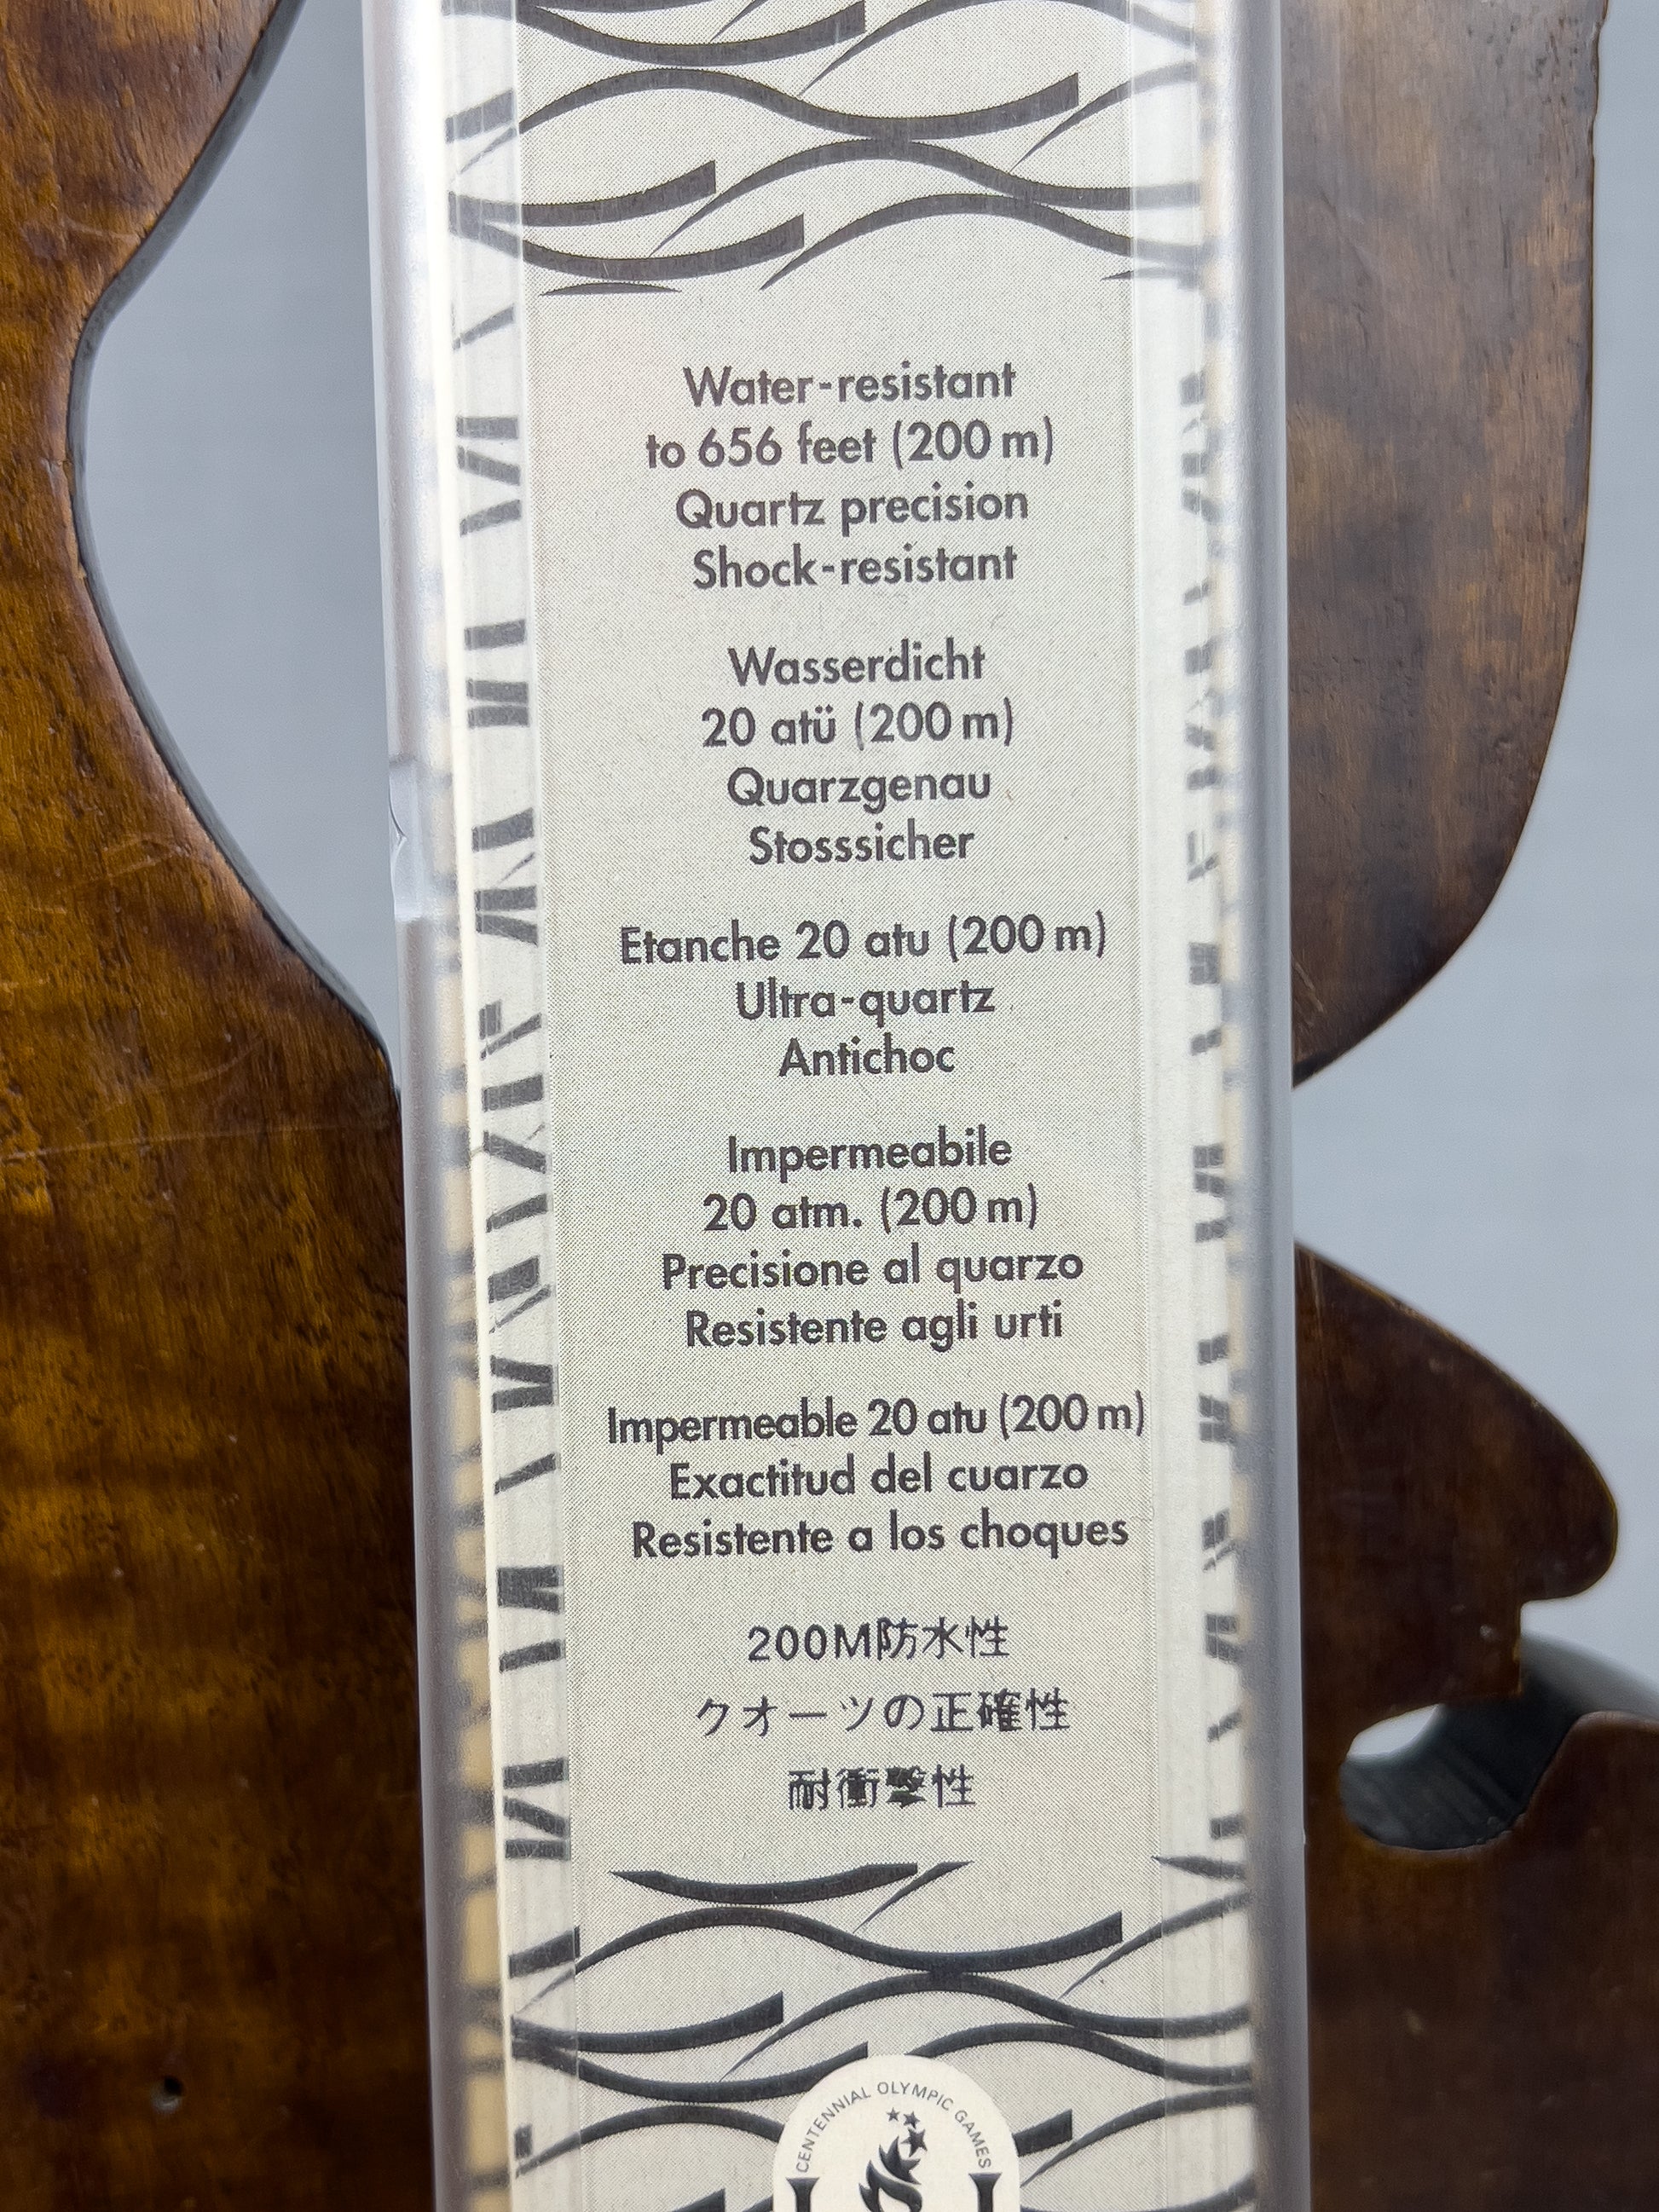 Water-resistant
to 656 feet (200 m)
Quartz precision
Shock-resistant
Wasserdicht
20 atü (200 m)
Quarzgenau
Stosssicher
Etanche 20 atu (200 m)
Ultra-quartz
Antichoc
Impermeabile
20 atm. (200 m)
Precisione al quarzo
Resistente agli urti
Impermeable 20 atu (200 m)
Exactitud del cuarzo
Resistente a los choques
200M防水性
クオーツの正確性
耐衝撃性
CENTENNIAL OLYMPIC GAMES